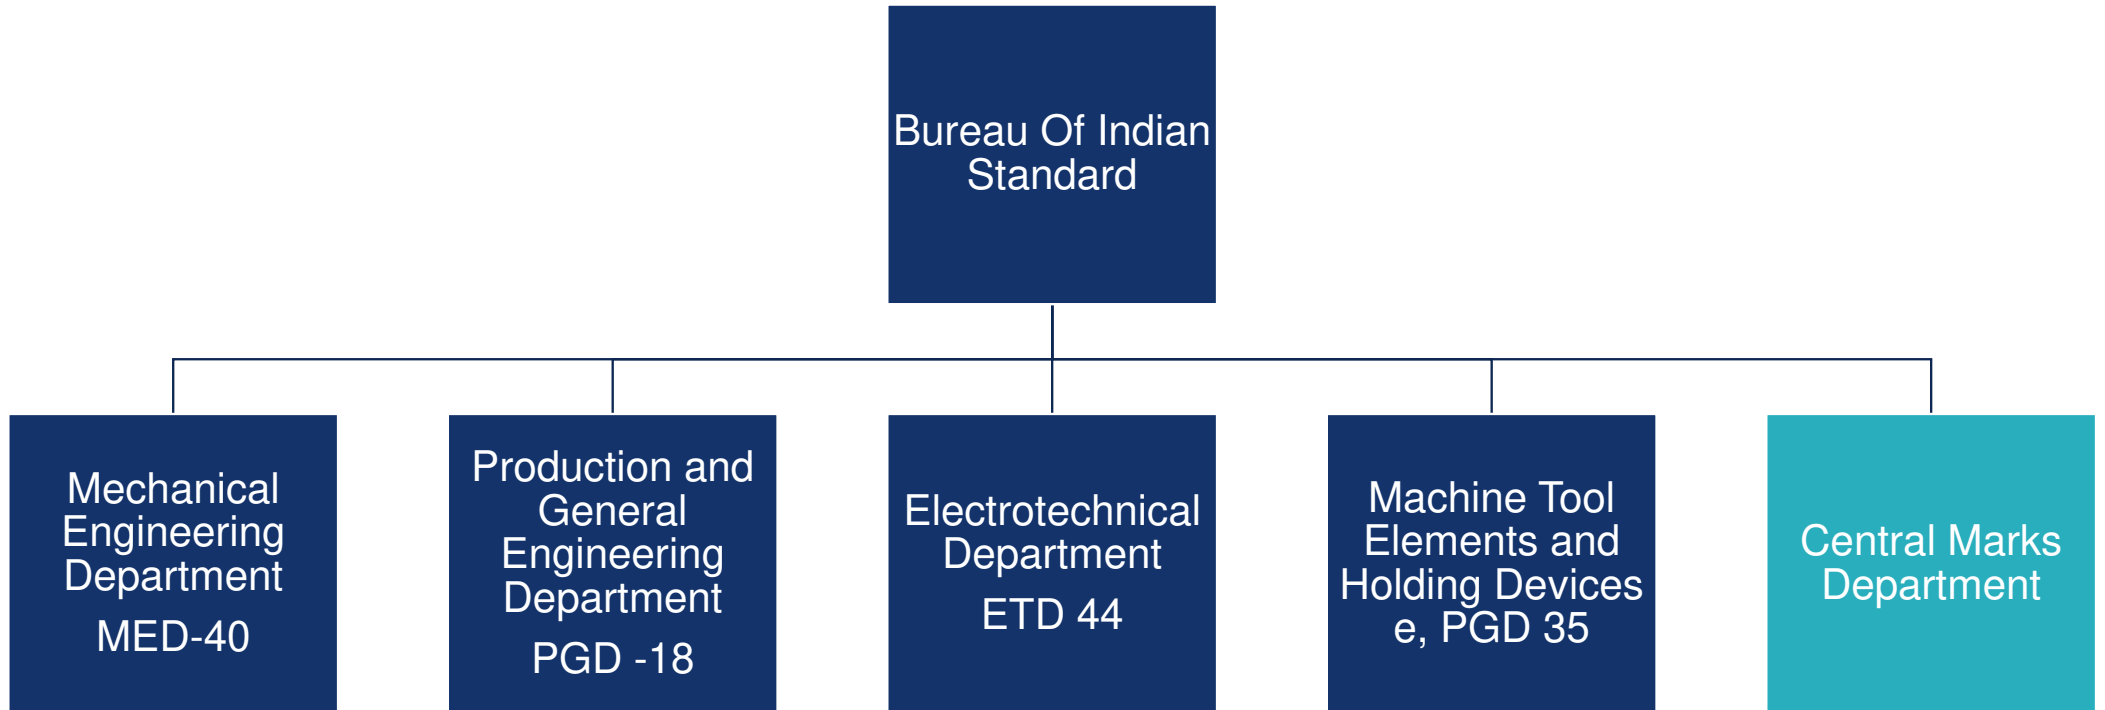 Bureau Of Indian
Standard
Mechanical
Engineering
Department
MED-40
Production and
General
Engineering
Department
PGD -18
Electrotechnical
Department
ETD 44
Machine Tool
Elements and
Holding Devices
e, PGD 35
Central Marks
Department